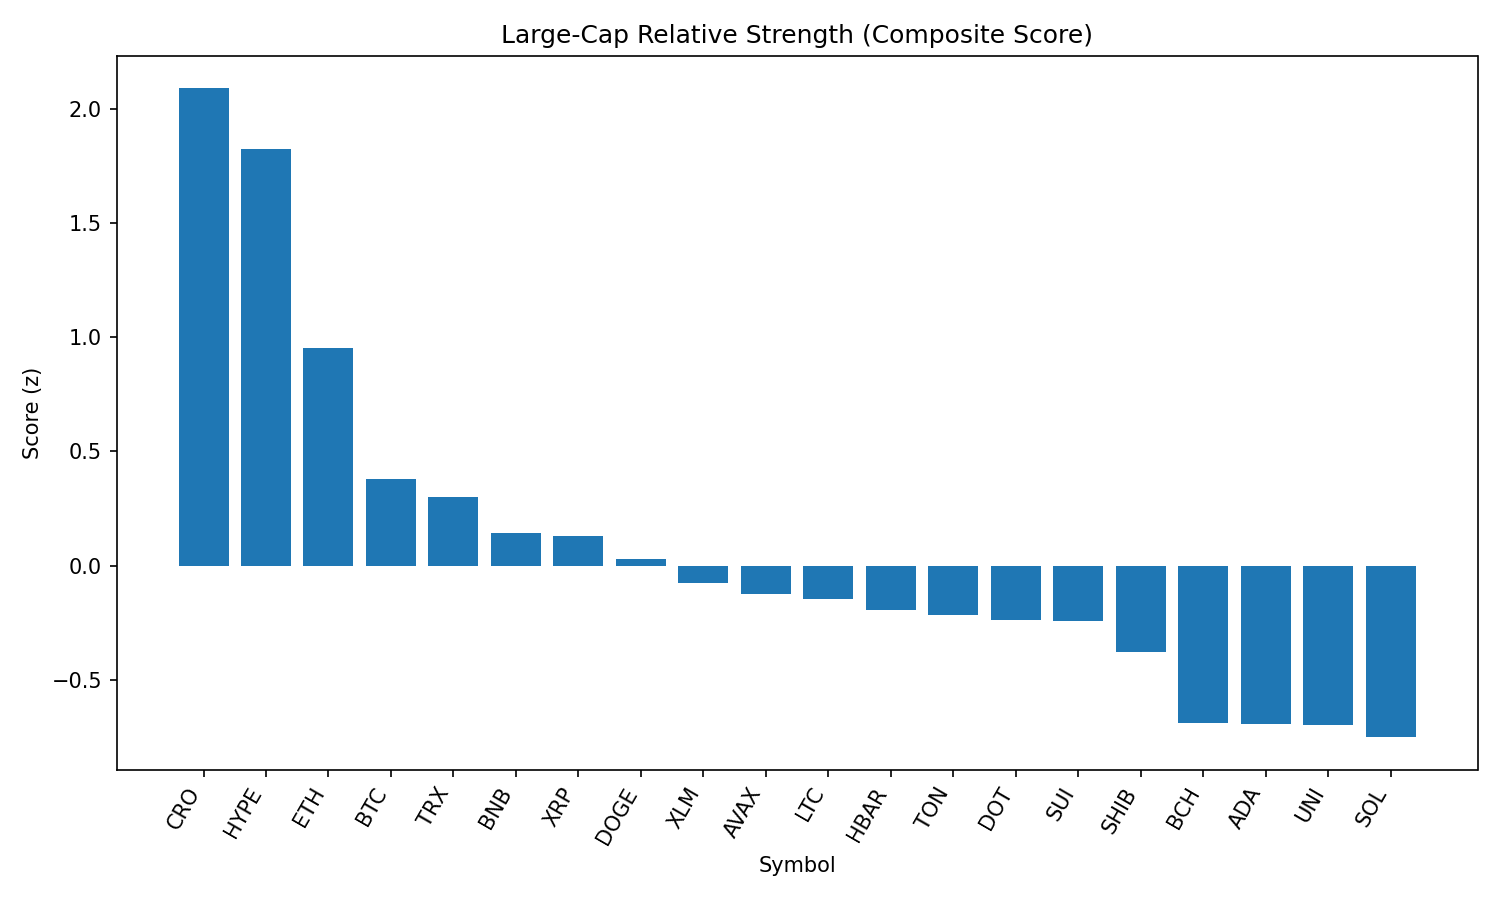 Large-Cap Relative Strength (Composite Score)
Score (z)
2.0
1.5
1.0
0.5
0.0
−0.5
CRO
HYPE
ETH
BTC
TRX
BNB
XRP
DOGE
XLM
AVAX
LTC
HBAR
TON
DOT
SUI
SHIB
BCH
ADA
UNI
SOL
Symbol